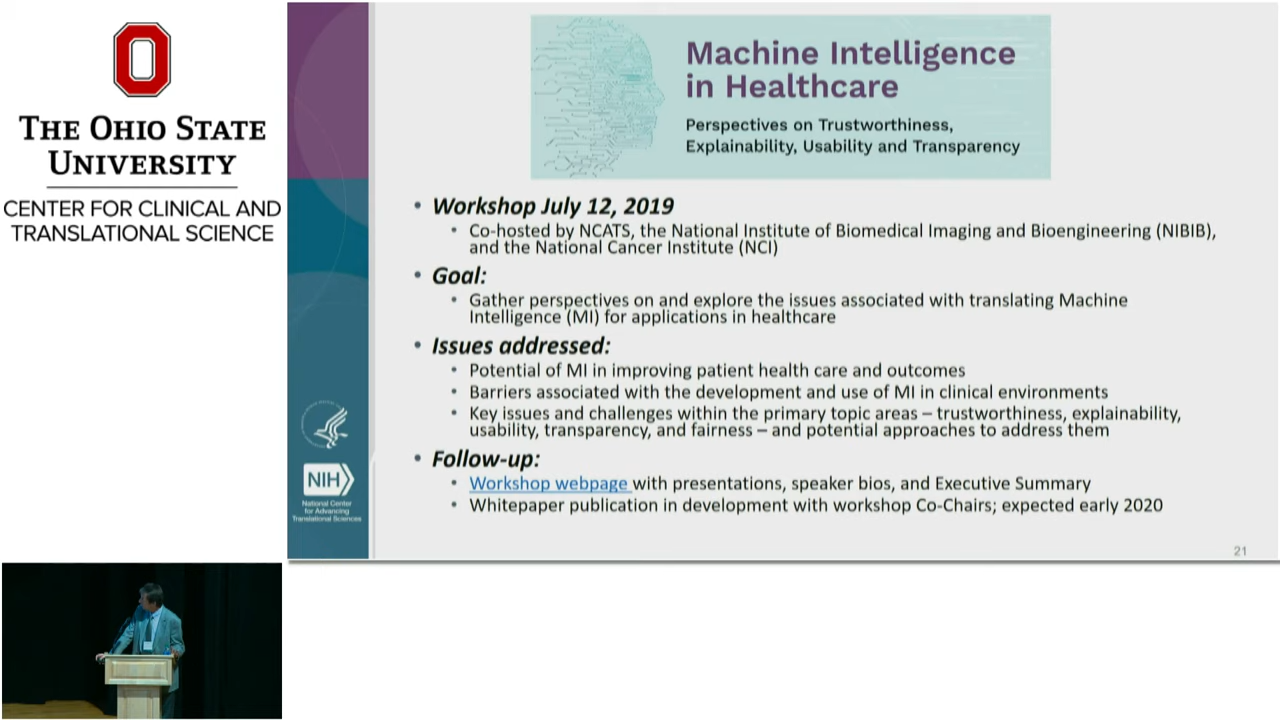 THE OHIO STATE
UNIVERSITY
CENTER FOR CLINICAL AND
TRANSLATIONAL SCIENCE
Machine Intelligence
in Healthcare
Perspectives on Trustworthiness,
Explainability, Usability and Transparency
• Workshop July 12, 2019
• Co-hosted by NCATS, the National Institute of Biomedical Imaging and Bioengineering (NIBIB),
and the National Cancer Institute (NCI)
• Goal:
• Gather perspectives on and explore the issues associated with translating Machine
Intelligence (MI) for applications in healthcare
• Issues addressed:
• Potential of MI in improving patient health care and outcomes
• Barriers associated with the development and use of MI in clinical environments
• Key issues and challenges within the primary topic areas – trustworthiness, explainability,
usability, transparency, and fairness – and potential approaches to address them
• Follow-up:
• Workshop webpage with presentations, speaker bios, and Executive Summary
• Whitepaper publication in development with workshop Co-Chairs; expected early 2020
NIH
National Center
for Advancing
Translational Sciences
21